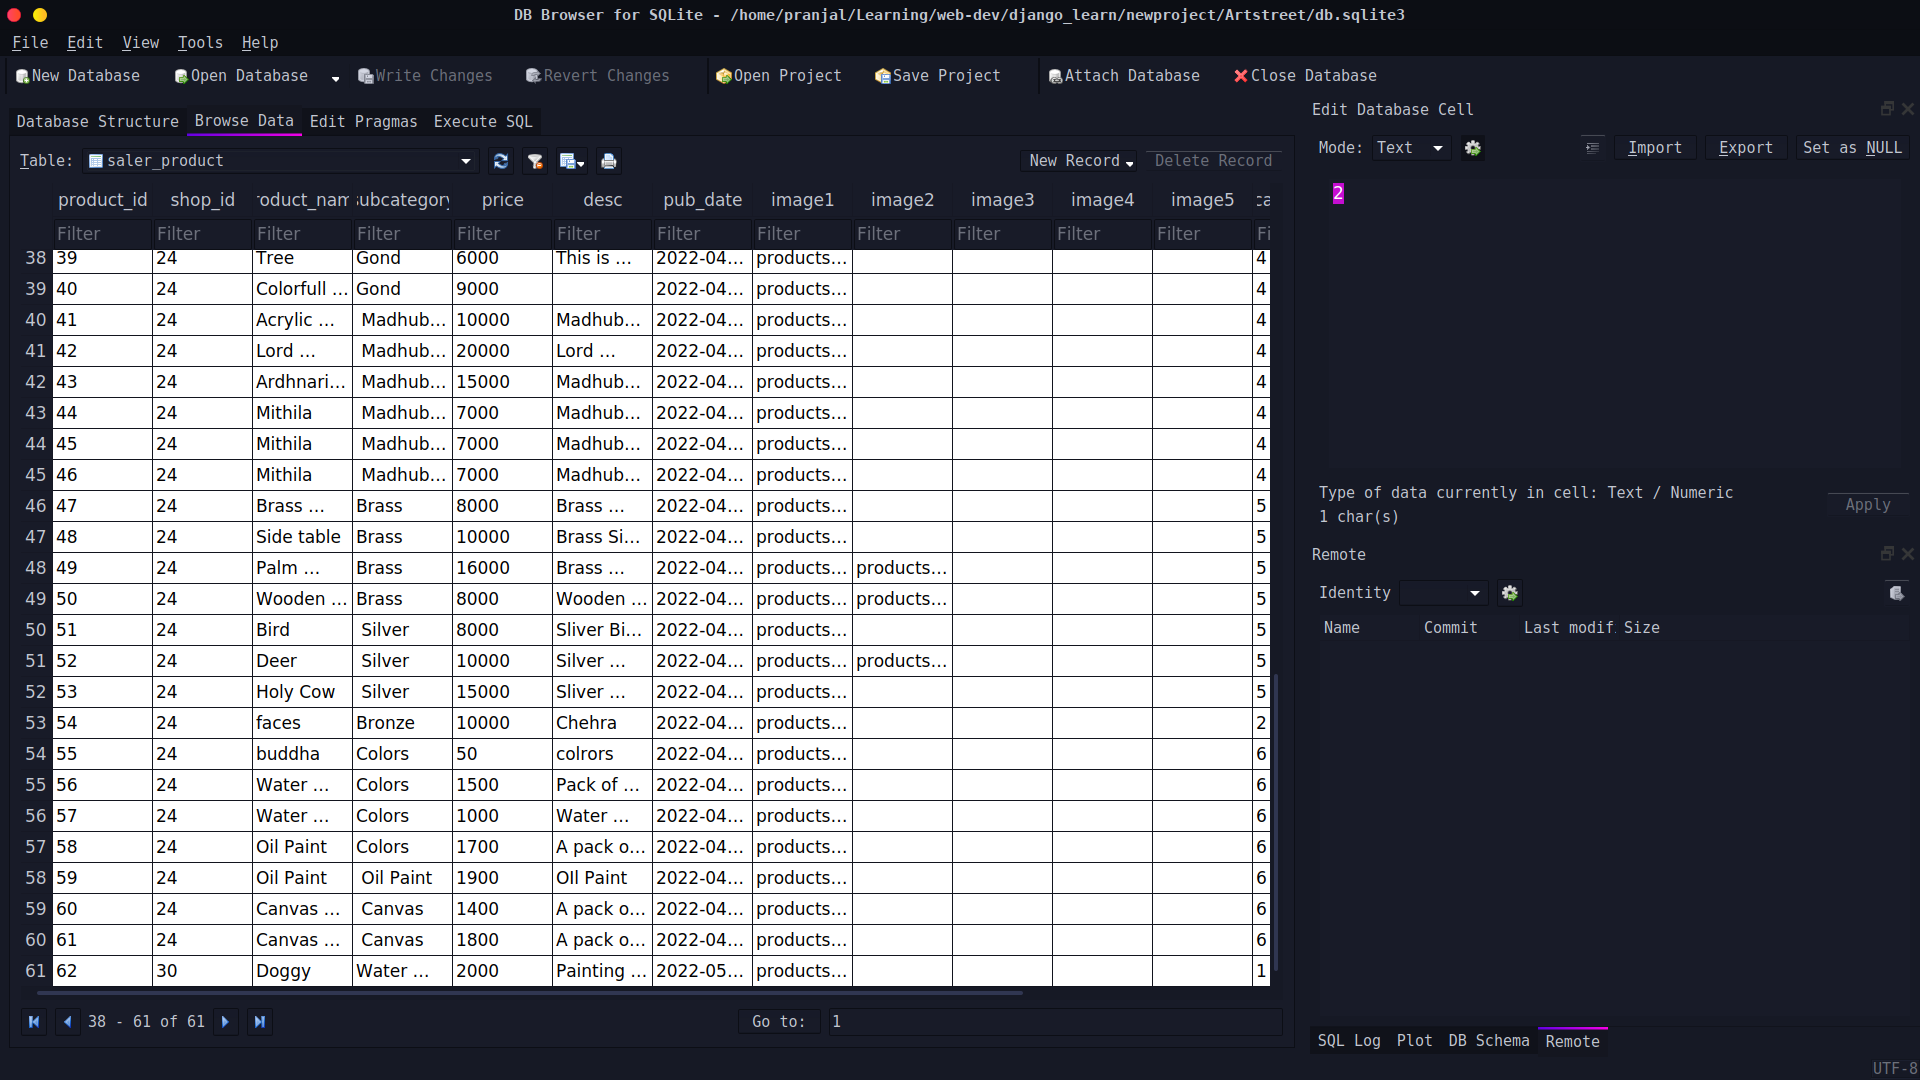 DB Browser for SQLite - /home/pranjal/Learning/web-dev/django_learn/newproject/Artstreet/db.sqlite3
File Edit View Tools Help
New Database Open Database Write Changes Revert Changes Open Project Save Project Attach Database Close Database
Database Structure Browse Data Edit Pragmas Execute SQL
Table: saler_product New Record Delete Record
product_id shop_id roduct_nam subcategory price desc pub_date image1 image2 image3 image4 image5 ca
Filter Filter Filter Filter Filter Filter Filter Filter Filter Filter Filter Filter Fi
38 39 24 Tree Gond 6000 This is … 2022-04… products… 4
39 40 24 Colorfull … Gond 9000 2022-04… products… 4
40 41 24 Acrylic … Madhub… 10000 Madhub… 2022-04… products… 4
41 42 24 Lord … Madhub… 20000 Lord … 2022-04… products… 4
42 43 24 Ardhnari… Madhub… 15000 Madhub… 2022-04… products… 4
43 44 24 Mithila Madhub… 7000 Madhub… 2022-04… products… 4
44 45 24 Mithila Madhub… 7000 Madhub… 2022-04… products… 4
45 46 24 Mithila Madhub… 7000 Madhub… 2022-04… products… 4
46 47 24 Brass … Brass 8000 Brass … 2022-04… products… 5
47 48 24 Side table Brass 10000 Brass Si… 2022-04… products… 5
48 49 24 Palm … Brass 16000 Brass … 2022-04… products… products… 5
49 50 24 Wooden … Brass 8000 Wooden … 2022-04… products… products… 5
50 51 24 Bird Silver 8000 Sliver Bi… 2022-04… products… 5
51 52 24 Deer Silver 10000 Silver … 2022-04… products… products… 5
52 53 24 Holy Cow Silver 15000 Sliver … 2022-04… products… 5
53 54 24 faces Bronze 10000 Chehra 2022-04… products… 2
54 55 24 buddha Colors 50 colrors 2022-04… products… 6
55 56 24 Water … Colors 1500 Pack of … 2022-04… products… 6
56 57 24 Water … Colors 1000 Water … 2022-04… products… 6
57 58 24 Oil Paint Colors 1700 A pack o… 2022-04… products… 6
58 59 24 Oil Paint Oil Paint 1900 OIl Paint 2022-04… products… 6
59 60 24 Canvas … Canvas 1400 A pack o… 2022-04… products… 6
60 61 24 Canvas … Canvas 1800 A pack o… 2022-04… products… 6
61 62 30 Doggy Water … 2000 Painting … 2022-05… products… 1
38 - 61 of 61 Go to: 1
Edit Database Cell
Mode: Text Import Export Set as NULL
2
Type of data currently in cell: Text / Numeric
1 char(s)
Apply
Remote
Identity
Name Commit Last modif Size
SQL Log Plot DB Schema Remote
UTF-8